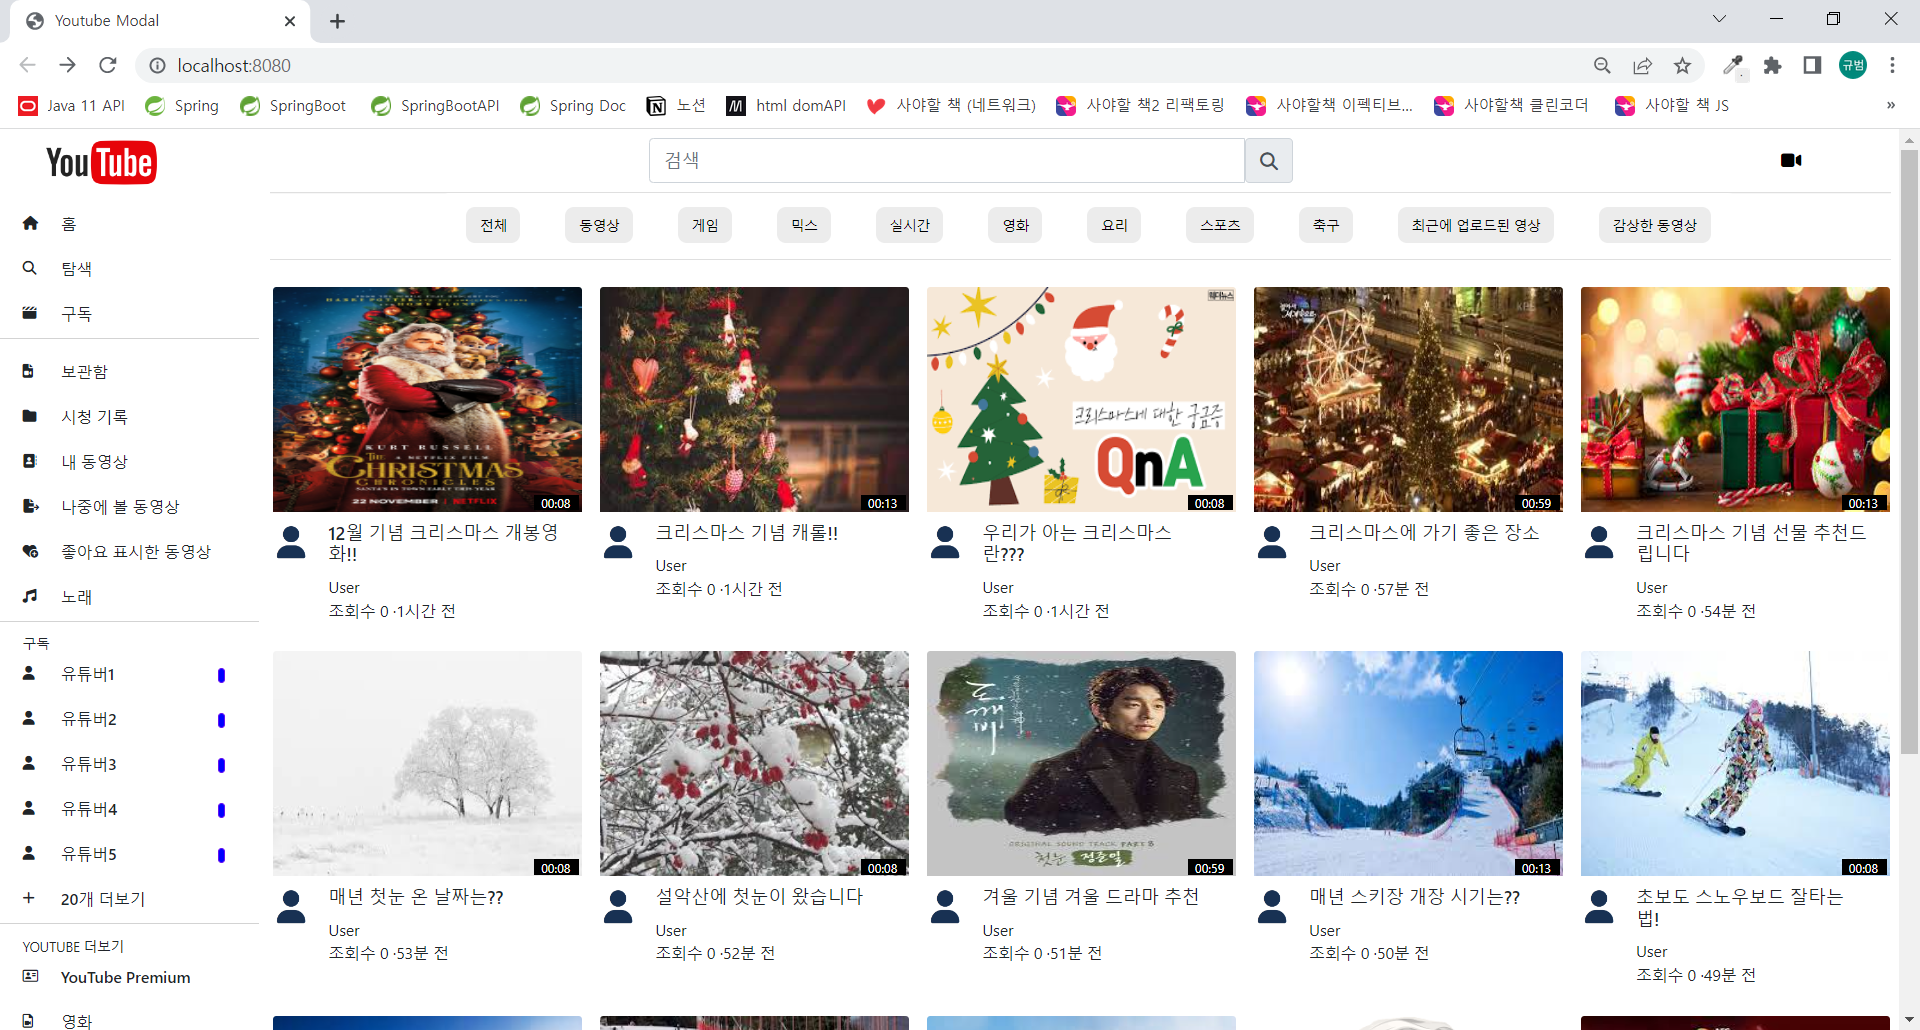 Youtube Modal
localhost:8080
규범
Java 11 API
Spring
SpringBoot
SpringBootAPI
Spring Doc
노션
html domAPI
사야할 책 (네트워크)
사야할 책2 리팩토링
사야할책 이펙티브...
사야할책 클린코더
사야할 책 JS
»
YouTube
검색
홈
탐색
구독
보관함
시청 기록
내 동영상
나중에 볼 동영상
좋아요 표시한 동영상
노래
구독
유튜버1
유튜버2
유튜버3
유튜버4
유튜버5
20개 더보기
YOUTUBE 더보기
YouTube Premium
영화
전체
동영상
게임
믹스
실시간
영화
요리
스포츠
축구
최근에 업로드된 영상
감상한 동영상
KURT RUSSELL
A NETFLIX FILM
THE
CHRISTMAS
CHRONICLES
22 NOVEMBER | NETFLIX
00:08
12월 기념 크리스마스 개봉영
화!!
User
조회수 0 ·1시간 전
00:13
크리스마스 기념 캐롤!!
User
조회수 0 ·1시간 전
크리스마스에 대한 궁금증
QnA
00:08
우리가 아는 크리스마스
란???
User
조회수 0 ·1시간 전
00:59
크리스마스에 가기 좋은 장소
User
조회수 0 ·57분 전
00:13
크리스마스 기념 선물 추천드
립니다
User
조회수 0 ·54분 전
00:08
매년 첫눈 온 날짜는??
User
조회수 0 ·53분 전
00:08
설악산에 첫눈이 왔습니다
User
조회수 0 ·52분 전
도깨비
ORIGINAL SOUND TRACK PART 8
첫눈 정준일
00:59
겨울 기념 겨울 드라마 추천
User
조회수 0 ·51분 전
00:13
매년 스키장 개장 시기는??
User
조회수 0 ·50분 전
00:08
초보도 스노우보드 잘타는
법!
User
조회수 0 ·49분 전